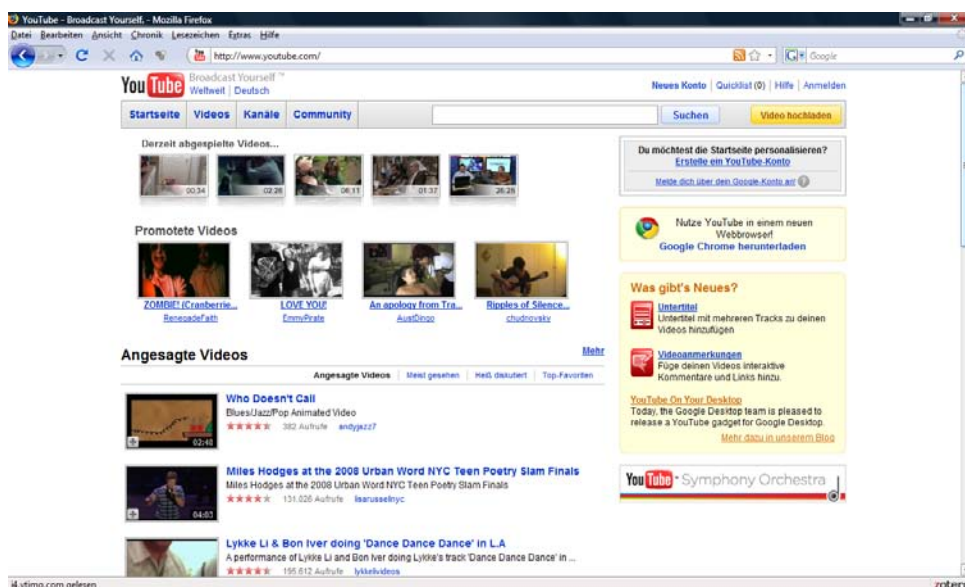 YouTube - Broadcast Yourself. - Mozilla Firefox
Datei Bearbeiten Ansicht Chronik Lesezeichen Extras Hilfe
http://www.youtube.com/
Google
YouTube Broadcast Yourself ™
Weltweit | Deutsch
Neues Konto | Quicklist (0) | Hilfe | Anmelden
Startseite Videos Kanäle Community
Suchen
Video hochladen
Derzeit abgespielte Videos...
00:34 02:26 06:11 01:37 26:26
Promotete Videos
ZOMBIE! (Cranberrie... LOVE YOU! An apology from Tra... Ripples of Silence...
RenegadeFaith EmmyPirate AustDingo chudnovsky
Angesagte Videos
Mehr
Angesagte Videos | Meist gesehen | Heiß diskutiert | Top-Favoriten
Who Doesn't Call
Blues/Jazz/Pop Animated Video
382 Aufrufe andyjazz7
02:48
Miles Hodges at the 2008 Urban Word NYC Teen Poetry Slam Finals
Miles Hodges at the 2008 Urban Word NYC Teen Poetry Slam Finals
131.026 Aufrufe lisarusselnyc
04:03
Lykke Li & Bon Iver doing 'Dance Dance Dance' in L.A
A performance of Lykke Li and Bon Iver doing Lykke's track 'Dance Dance Dance' in ...
195.612 Aufrufe lykkelivideos
Du möchtest die Startseite personalisieren?
Erstelle ein YouTube-Konto
Melde dich über dein Google-Konto an!
Nutze YouTube in einem neuen
Webbrowser!
Google Chrome herunterladen
Was gibt's Neues?
Untertitel
Untertitel mit mehreren Tracks zu deinen
Videos hinzufügen
Videoanmerkungen
Füge deinen Videos interaktive
Kommentare und Links hinzu.
YouTube On Your Desktop
Today, the Google Desktop team is pleased to
release a YouTube gadget for Google Desktop.
Mehr dazu in unserem Blog
YouTube Symphony Orchestra
i4.ytimg.com gelesen
zotero